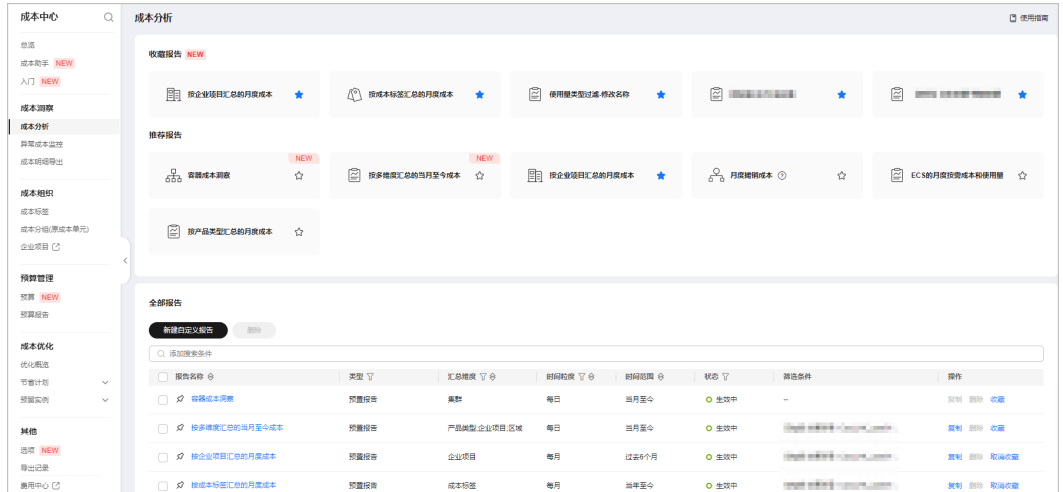 成本中心
总览
成本助手 NEW
入门 NEW
成本洞察
成本分析
异常成本监控
成本明细导出
成本组织
成本标签
成本分组(原成本单元)
企业项目
预算管理
预算 NEW
预算报告
成本优化
优化概览
节省计划
预留实例
其他
选项 NEW
导出记录
费用中心
成本分析
使用指南
收藏报告 NEW
按企业项目汇总的月度成本
按成本标签汇总的月度成本
使用量类型过滤-修改名称
推荐报告
NEW
容器成本洞察
NEW
按多维度汇总的当月至今成本
按企业项目汇总的月度成本
月度摊销成本
ECS的月度按需成本和使用量
按产品类型汇总的月度成本
全部报告
新建自定义报告 删除
添加搜索条件
报告名称 类型 汇总维度 时间粒度 时间范围 状态 筛选条件 操作
容器成本洞察 预置报告 集群 每日 当月至今 生效中 -- 复制 删除 收藏
按多维度汇总的当月至今成本 预置报告 产品类型,企业项目,区域 每日 当月至今 生效中 复制 删除 收藏
按企业项目汇总的月度成本 预置报告 企业项目 每月 过去6个月 生效中 复制 删除 取消收藏
按成本标签汇总的月度成本 预置报告 成本标签 每月 当年至今 生效中 复制 删除 取消收藏